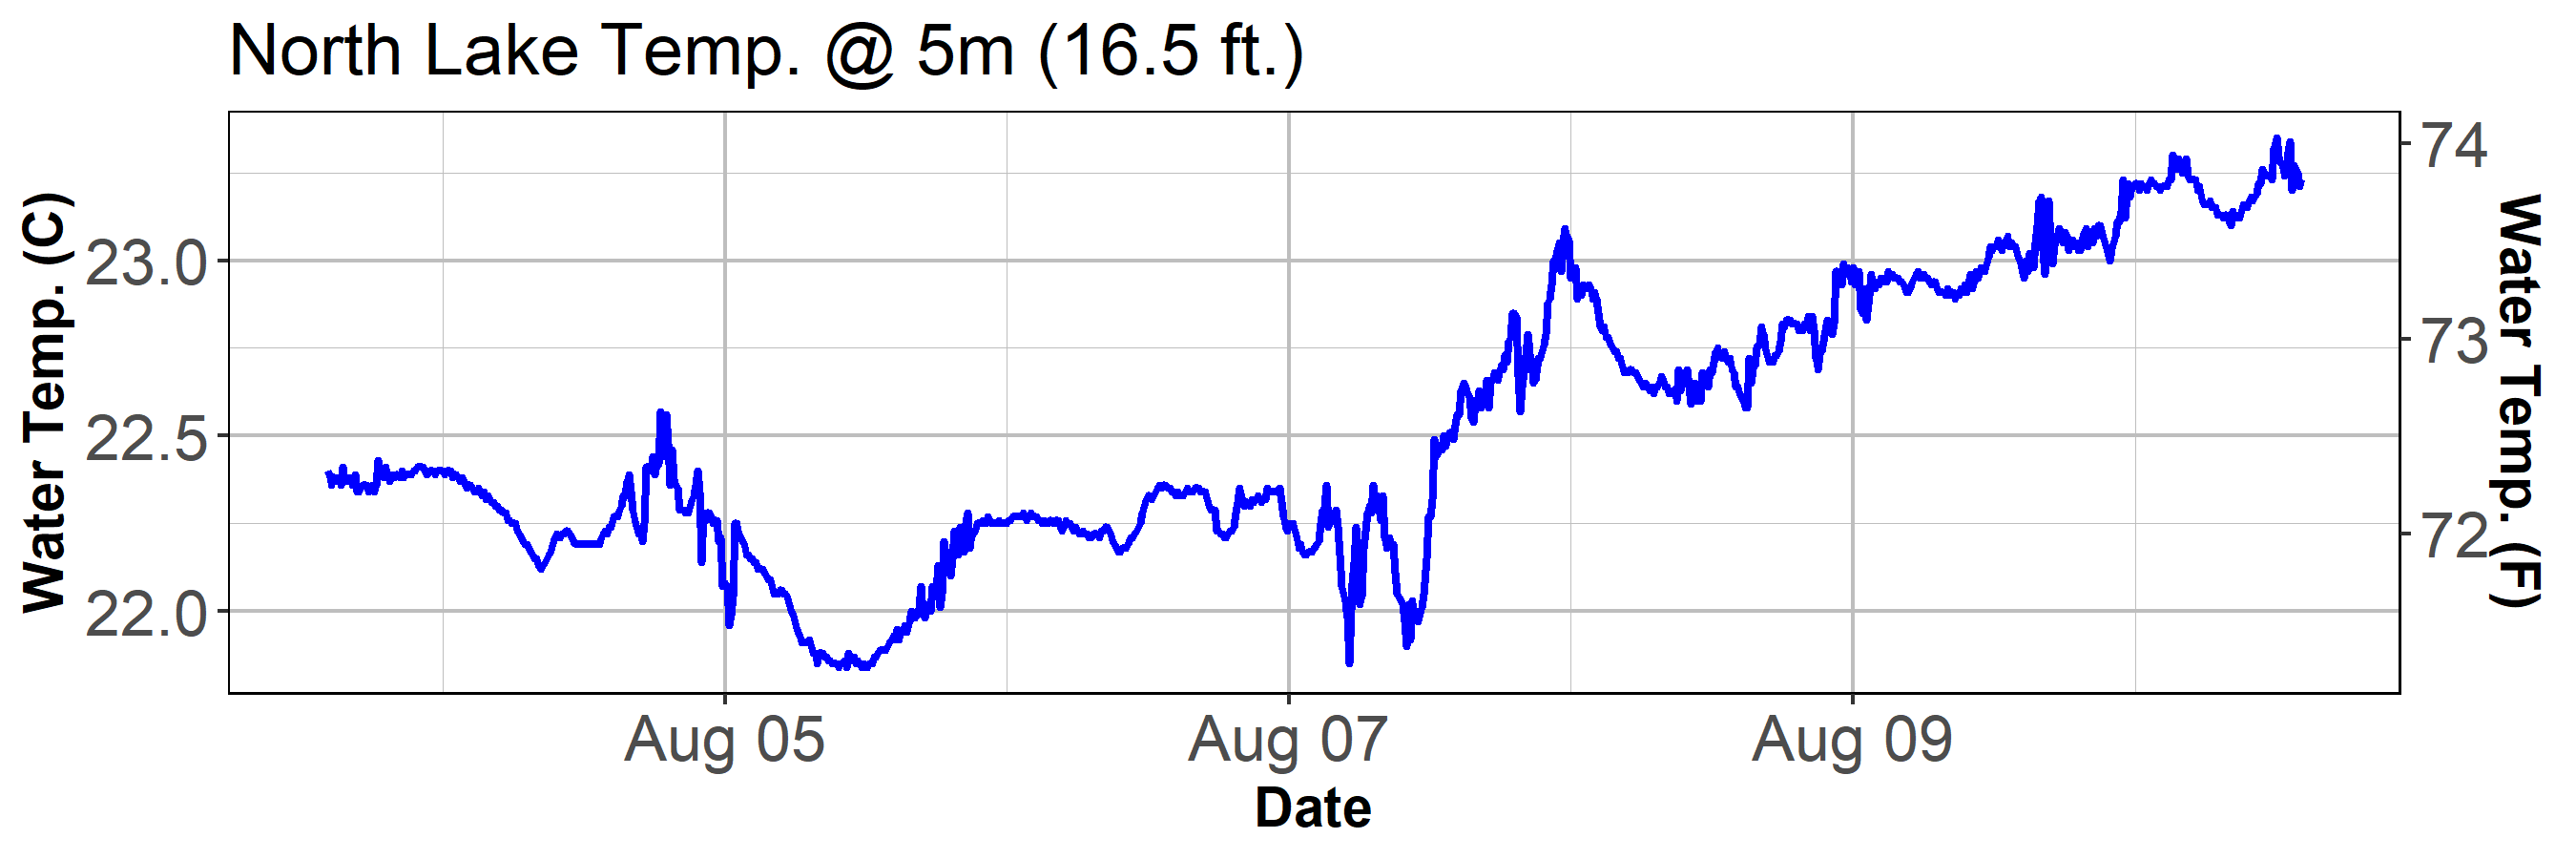 North Lake Temp. @ 5m (16.5 ft.)
Water Temp. (C)
23.0
22.5
22.0
74
73
72
Water Temp. (F)
Aug 05
Aug 07
Aug 09
Date